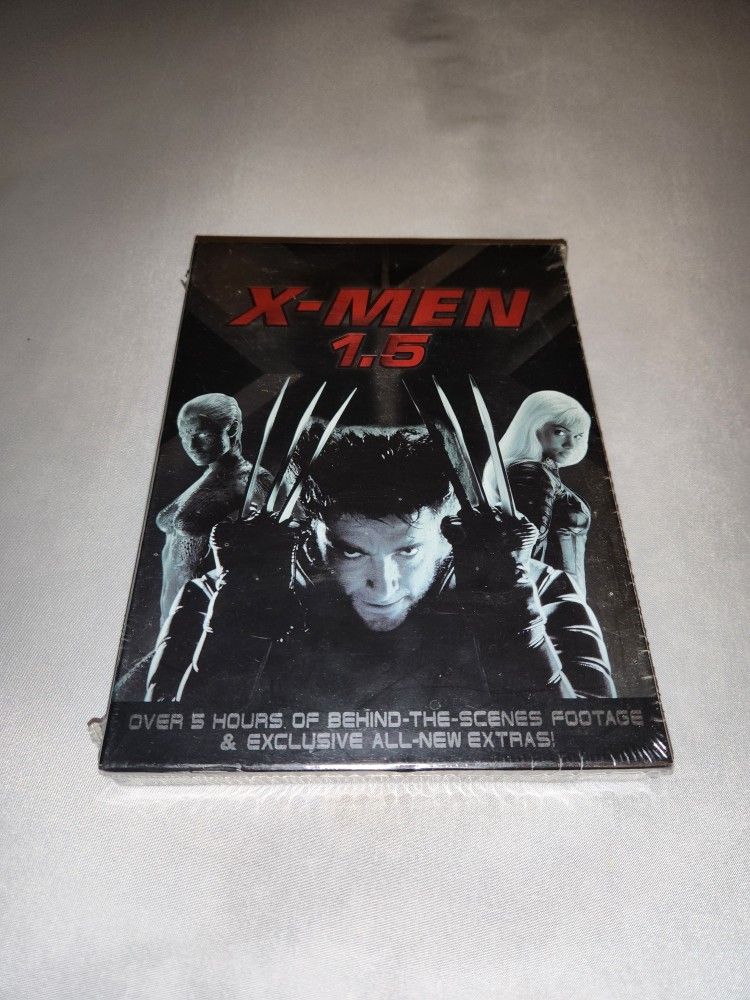 X-MEN
1.5
OVER 5 HOURS OF BEHIND-THE-SCENES FOOTAGE
& EXCLUSIVE ALL-NEW EXTRAS!